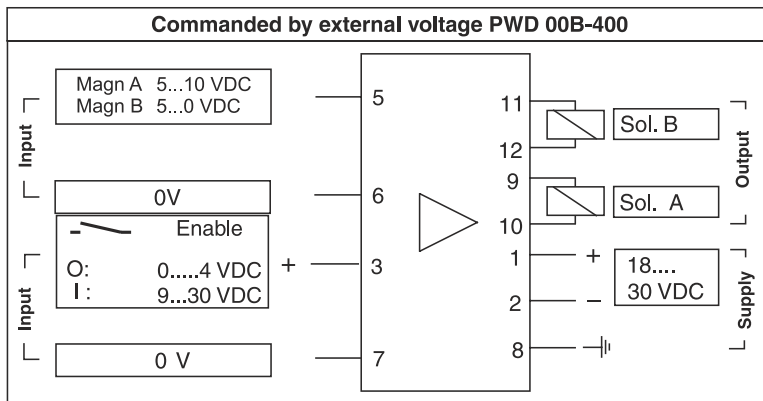 Commanded by external voltage PWD 00B-400
Input
Magn A 5...10 VDC
Magn B 5...0 VDC
0V
Input
Enable
O: 0.....4 VDC
I : 9...30 VDC
+
0 V
5
6
3
7
11
12
9
10
1
2
8
+
−
Sol. B
Sol. A
Output
18....
30 VDC
Supply